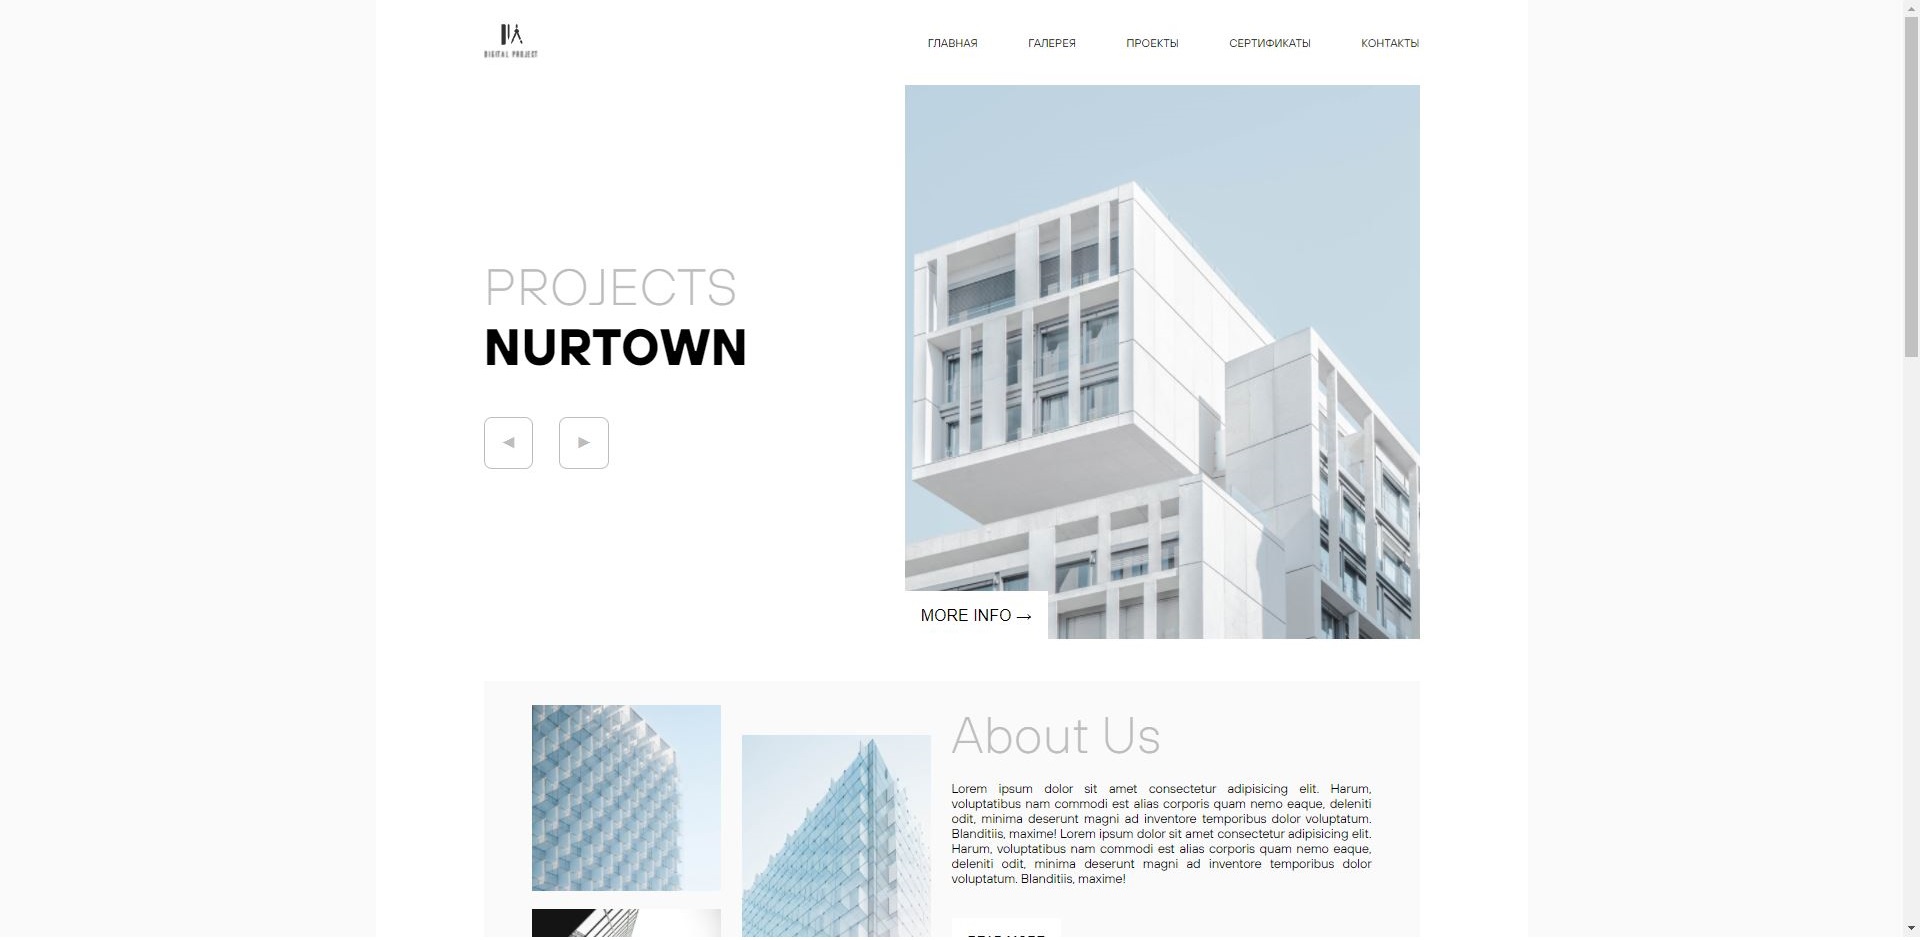 DIGITAL PROJECT
ГЛАВНАЯ ГАЛЕРЕЯ ПРОЕКТЫ СЕРТИФИКАТЫ КОНТАКТЫ
PROJECTS
NURTOWN
MORE INFO →
About Us
Lorem ipsum dolor sit amet consectetur adipisicing elit. Harum,
voluptatibus nam commodi est alias corporis quam nemo eaque, deleniti
odit, minima deserunt magni ad inventore temporibus dolor voluptatum.
Blanditiis, maxime! Lorem ipsum dolor sit amet consectetur adipisicing elit.
Harum, voluptatibus nam commodi est alias corporis quam nemo eaque,
deleniti odit, minima deserunt magni ad inventore temporibus dolor
voluptatum. Blanditiis, maxime!